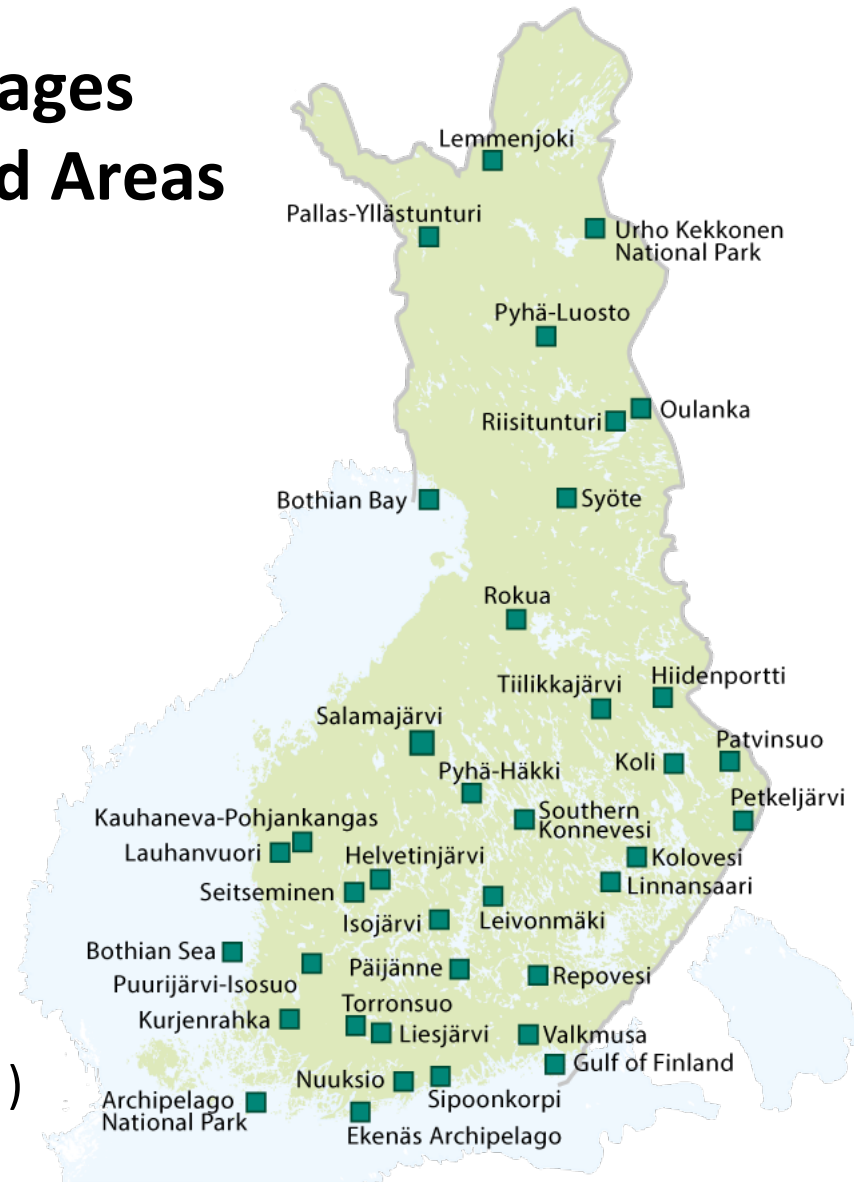 ages
d Areas
Lemmenjoki
Pallas-Yllästunturi
Urho Kekkonen
National Park
Pyhä-Luosto
Oulanka
Riisitunturi
Bothian Bay
Syöte
Rokua
Hiidenportti
Tiilikkajärvi
Salamajärvi
Patvinsuo
Koli
Pyhä-Häkki
Petkeljärvi
Southern
Konnevesi
Kauhaneva-Pohjankangas
Lauhanvuori
Helvetinjärvi
Kolovesi
Linnansaari
Seitseminen
Isojärvi
Leivonmäki
Bothian Sea
Päijänne
Repovesi
Puurijärvi-Isosuo
Torronsuo
Kurjenrahka
Liesjärvi
Valkmusa
Gulf of Finland
Nuuksio
)
Sipoonkorpi
Archipelago
National Park
Ekenäs Archipelago